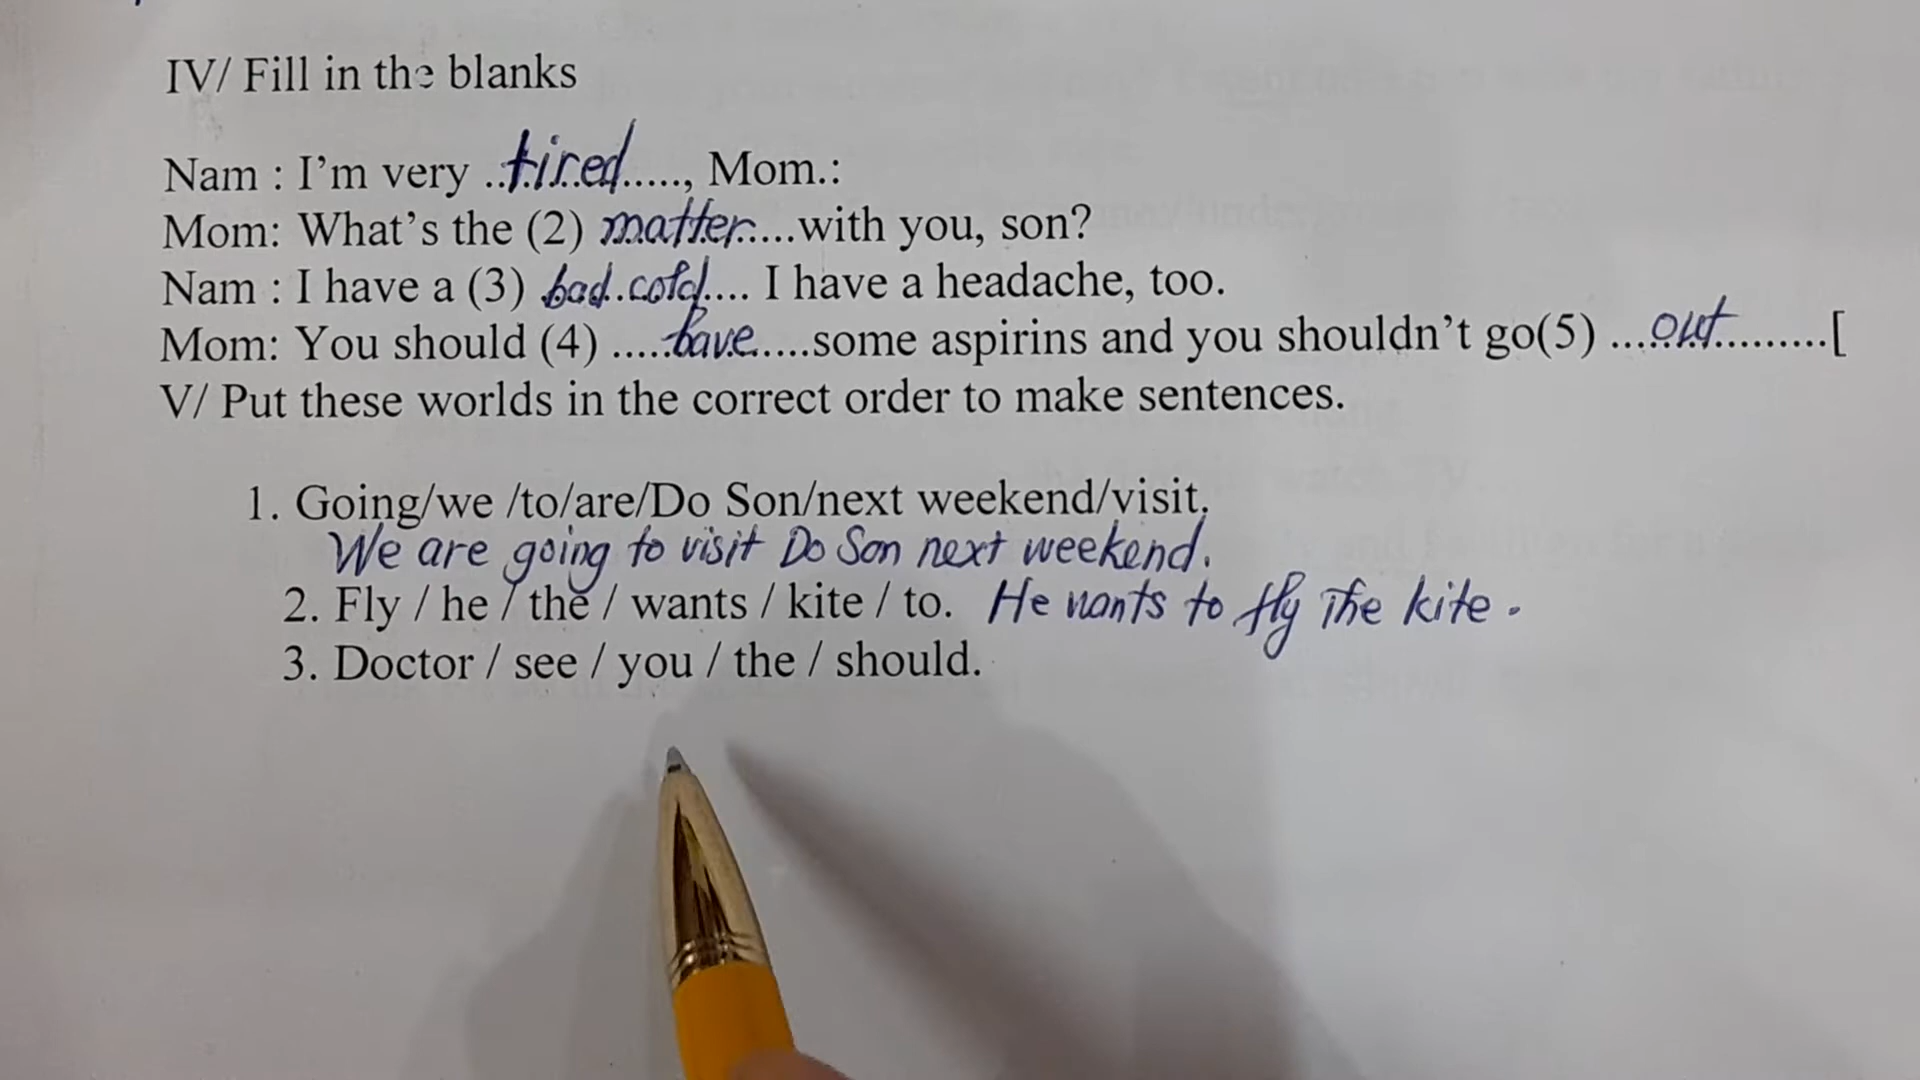 IV/ Fill in the blanks
Nam : I'm very ..tired....., Mom.:
Mom: What's the (2) matter....with you, son?
Nam : I have a (3) bad cold.... I have a headache, too.
Mom: You should (4) .....have.....some aspirins and you shouldn't go(5) ...out.........[
V/ Put these worlds in the correct order to make sentences.
1. Going/we /to/are/Do Son/next weekend/visit.
We are going to visit Do Son next weekend.
2. Fly / he / the / wants / kite / to. He wants to fly the kite.
3. Doctor / see / you / the / should.